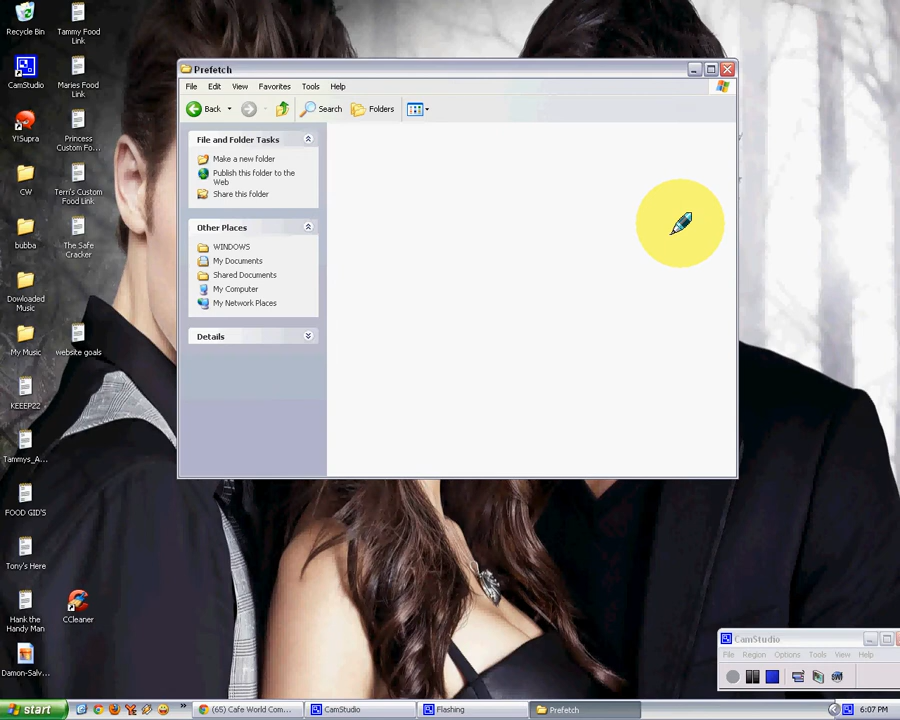 Recycle Bin
Tammy Food
Link
CamStudio
Maries Food
Link
Y!Supra
Princess
Custom Fo...
CW
Terri's Custom
Food Link
bubba
The Safe
Cracker
Dowloaded
Music
My Music
website goals
KEEEP22
Tammys_A...
FOOD GID'S
Tony's Here
Hank the
Handy Man
CCleaner
Damon-Salv...
Prefetch
File Edit View Favorites Tools Help
Back Search Folders
File and Folder Tasks
Make a new folder
Publish this folder to the
Web
Share this folder
Other Places
WINDOWS
My Documents
Shared Documents
My Computer
My Network Places
Details
CamStudio
File Region Options Tools View Help
start (65) Cafe World Com... CamStudio Flashing Prefetch 6:07 PM